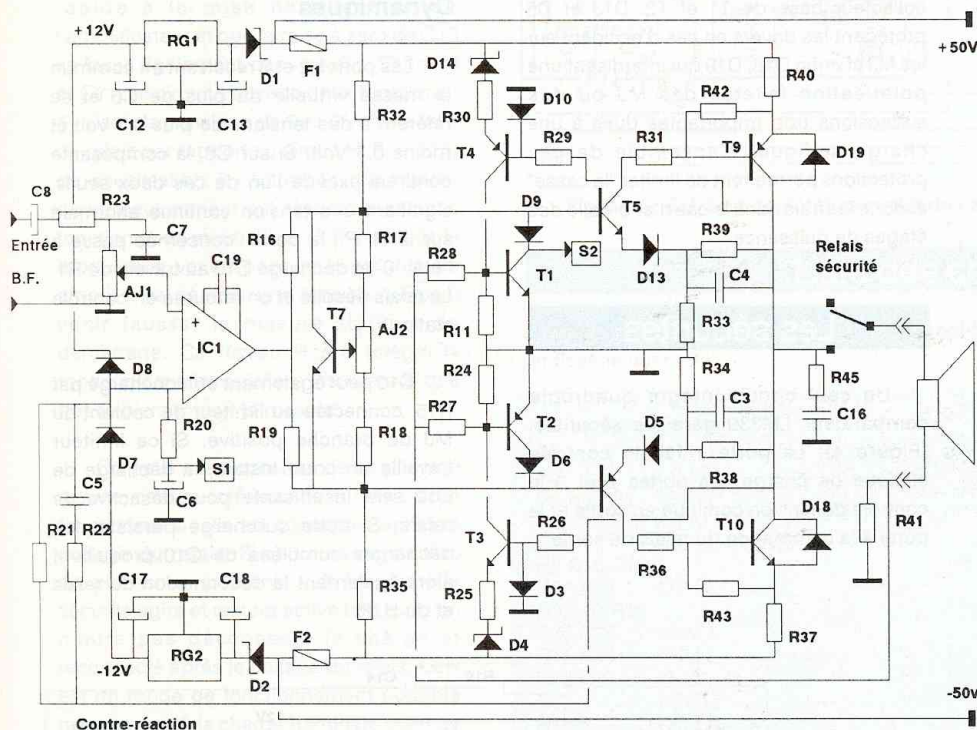 +12V
RG1
D1
F1
+50V
C12
C13
R32
D14
R30
D10
R42
R40
T4
R29
R31
T9
D19
C8
R23
Entrée
B.F.
C7
AJ1
C19
R16
R17
R28
D9
T1
S2
T5
D13
R39
C4
Relais
sécurité
IC1
T7
AJ2
R11
R33
D8
R24
R34
R45
R20
R19
R18
R27
T2
D5
C3
C16
D7
S1
D6
R38
C5
C6
R21
R22
T3
R26
T10
D18
R41
R36
C17
C18
R35
R25
D3
R43
RG2
F2
D4
R37
-12V
D2
-50v
Contre-réaction